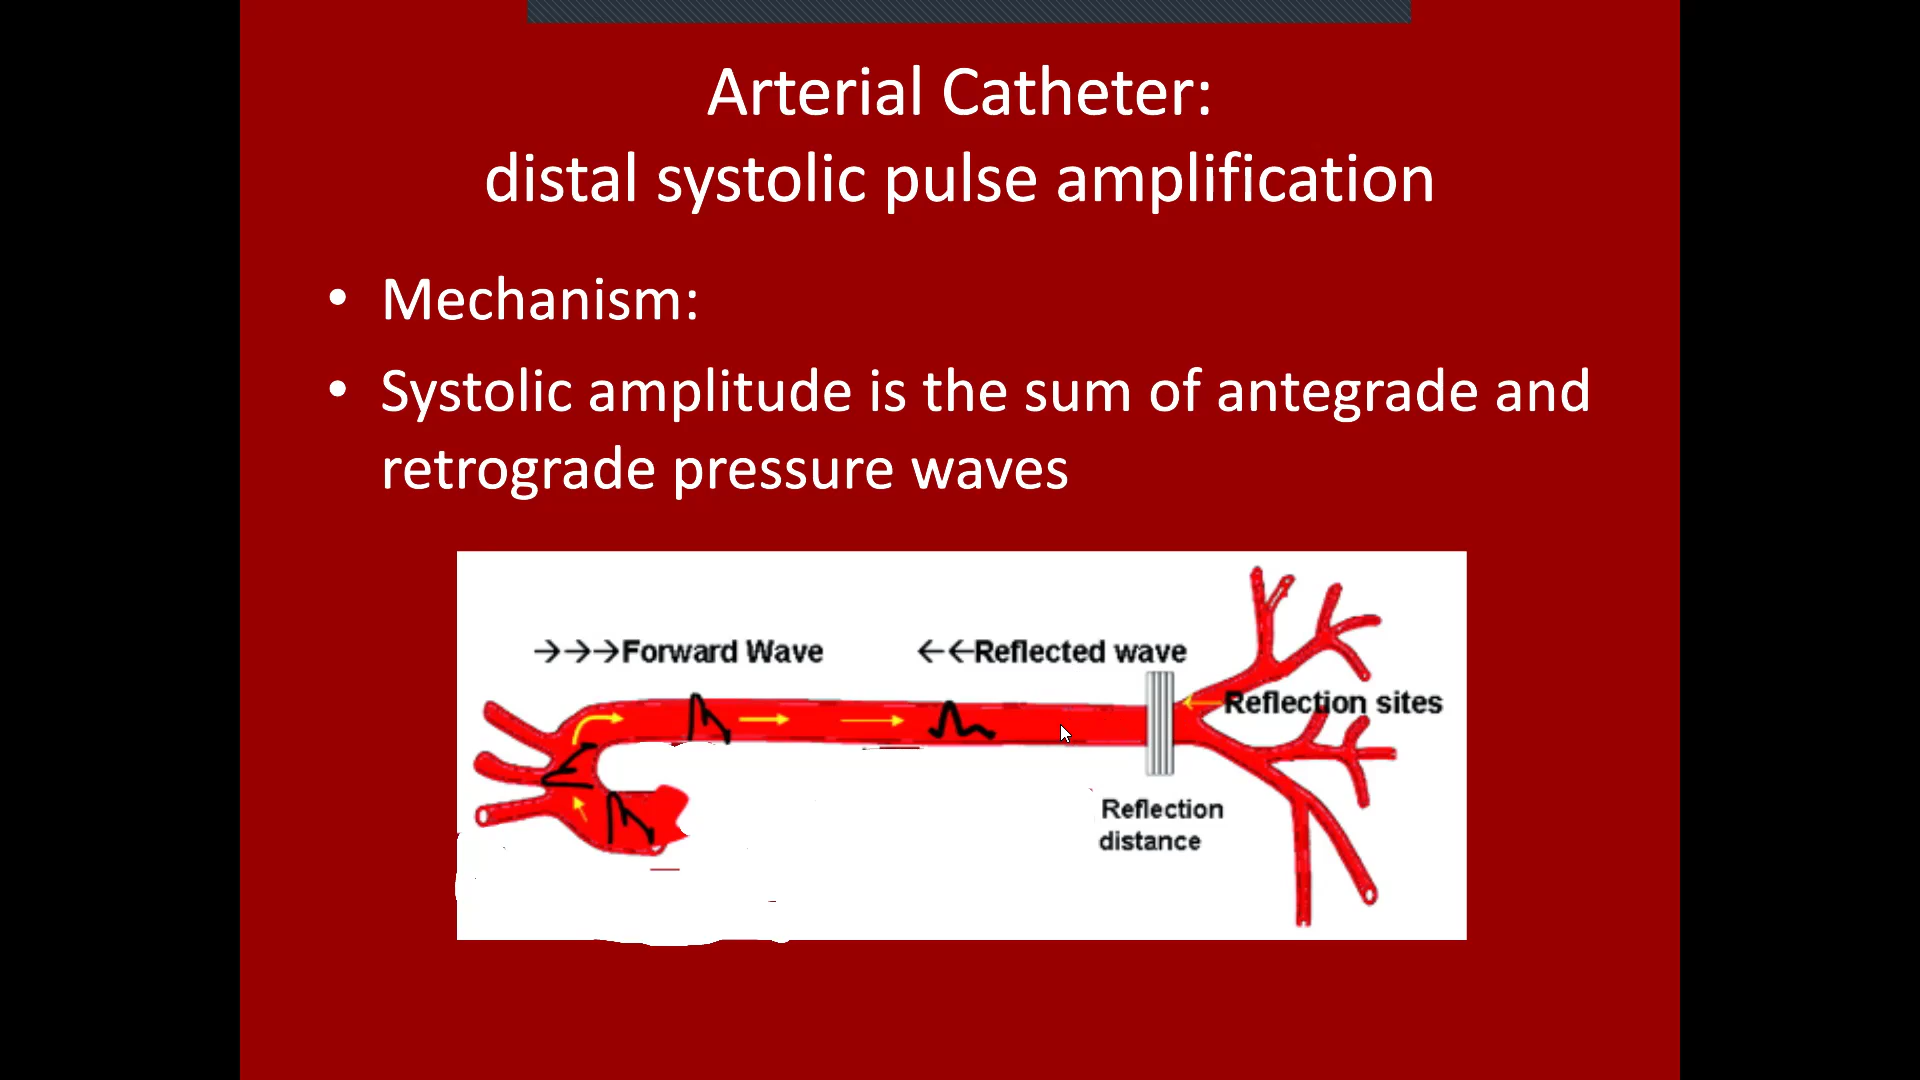 Arterial Catheter:
distal systolic pulse amplification
• Mechanism:
• Systolic amplitude is the sum of antegrade and
retrograde pressure waves
→→→Forward Wave
←←Reflected wave
Reflection sites
Reflection
distance